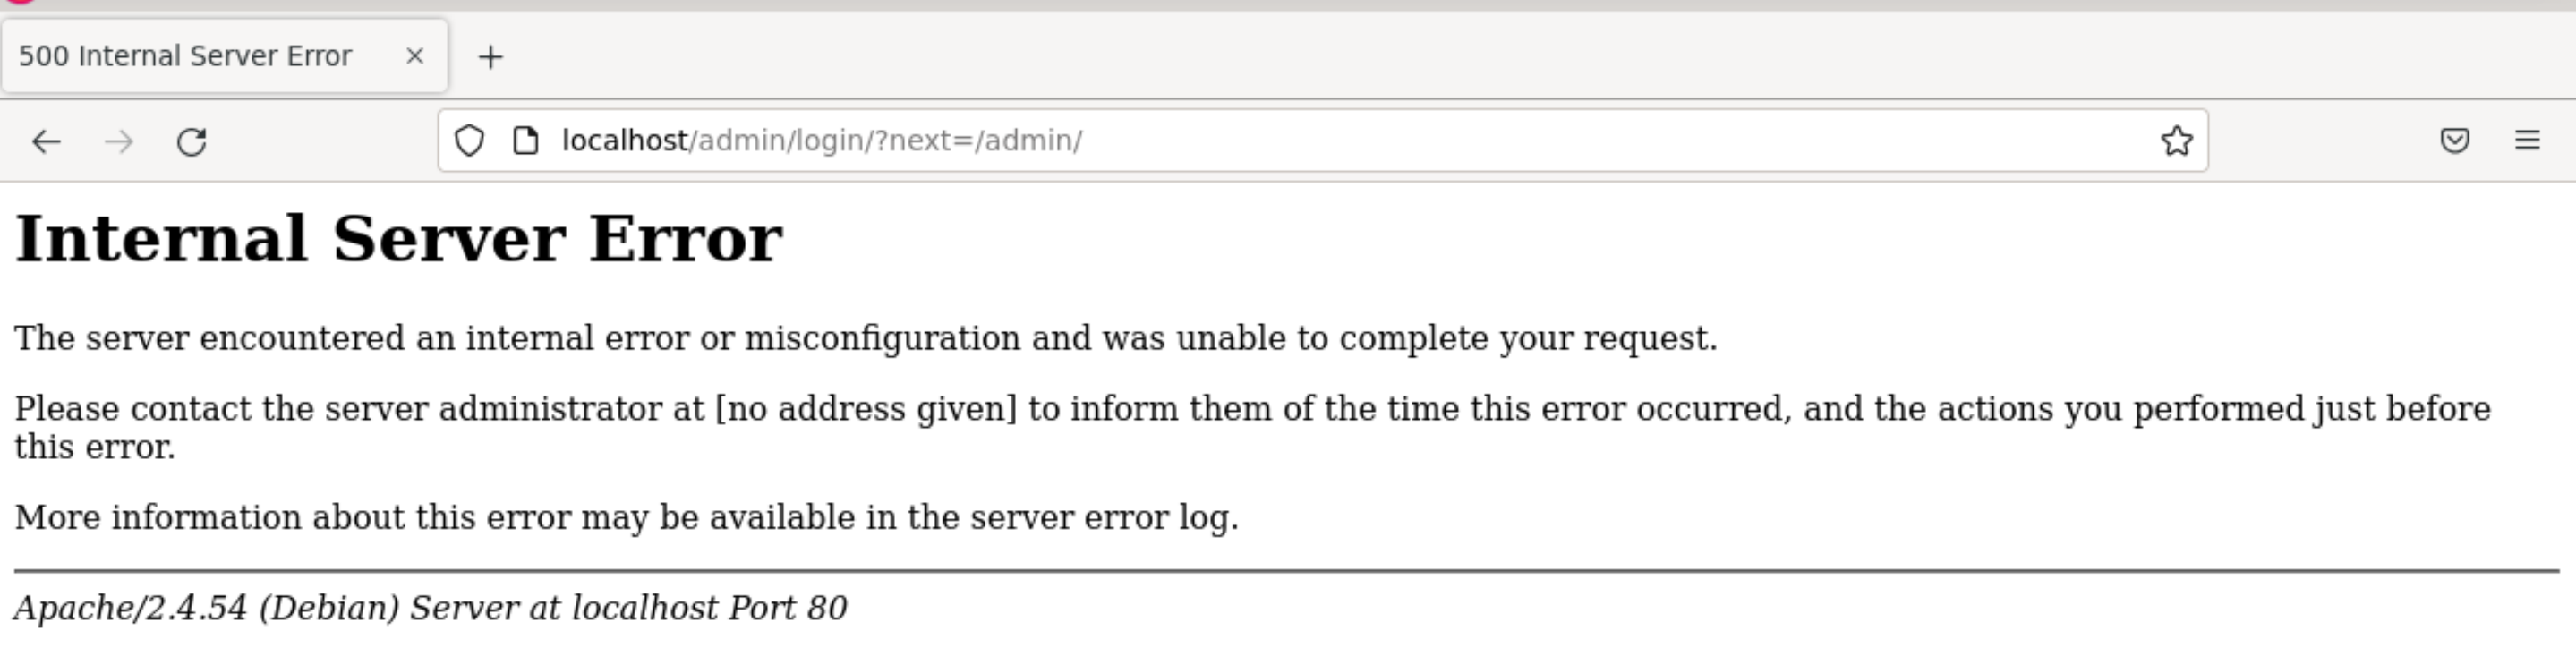 500 Internal Server Error
localhost/admin/login/?next=/admin/
Internal Server Error
The server encountered an internal error or misconfiguration and was unable to complete your request.
Please contact the server administrator at [no address given] to inform them of the time this error occurred, and the actions you performed just before
this error.
More information about this error may be available in the server error log.
Apache/2.4.54 (Debian) Server at localhost Port 80